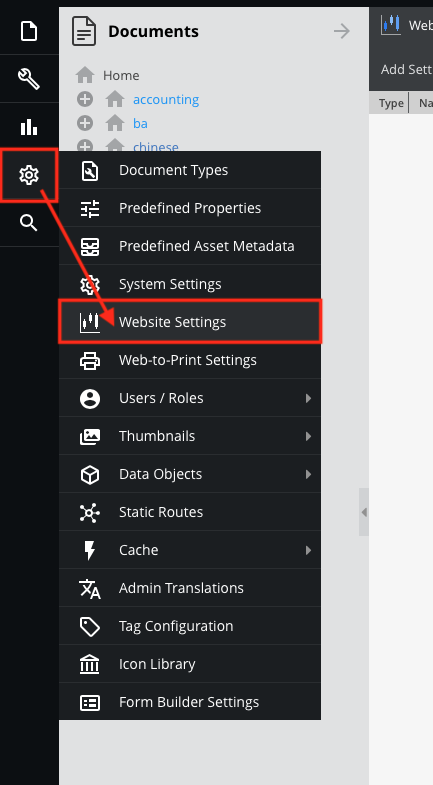 Documents
Home
accounting
ba
chinese
Document Types
Predefined Properties
Predefined Asset Metadata
System Settings
Website Settings
Web-to-Print Settings
Users / Roles
Thumbnails
Data Objects
Static Routes
Cache
Admin Translations
Tag Configuration
Icon Library
Form Builder Settings
Web
Add Sett
Type Na